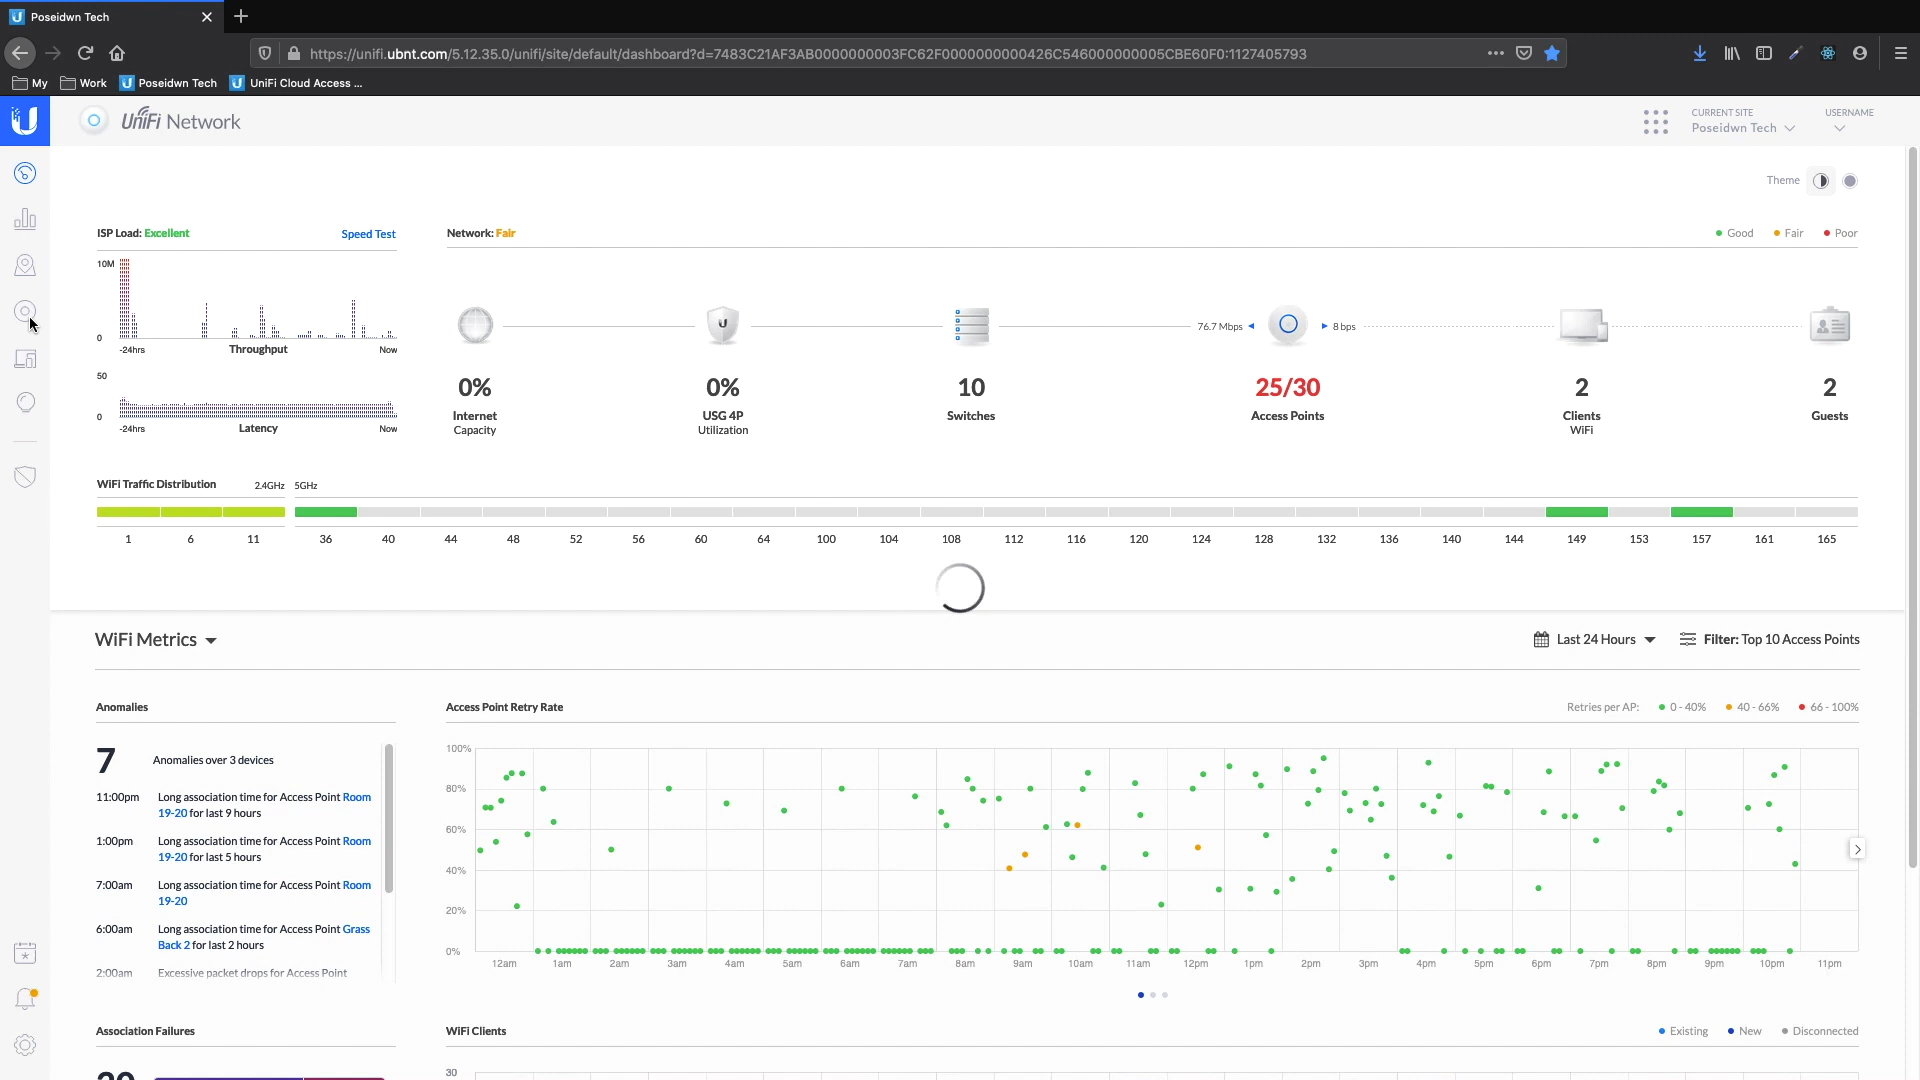 Poseidwn Tech
https://unifi.ubnt.com/5.12.35.0/unifi/site/default/dashboard?d=7483C21AF3AB0000000003FC62F0000000000426C546000000005CBE60F0:1127405793
My Work Poseidwn Tech UniFi Cloud Access ...
UniFi Network
CURRENT SITE
Poseidwn Tech
USERNAME
Theme
ISP Load: Excellent Speed Test
Network: Fair
Good Fair Poor
10M
0
-24hrs Throughput Now
50
0
-24hrs Latency Now
76.7 Mbps 8 bps
0% 0% 10 25/30 2 2
Internet USG 4P Switches Access Points Clients Guests
Capacity Utilization WiFi
WiFi Traffic Distribution 2.4GHz 5GHz
1 6 11 36 40 44 48 52 56 60 64 100 104 108 112 116 120 124 128 132 136 140 144 149 153 157 161 165
WiFi Metrics
Last 24 Hours Filter: Top 10 Access Points
Anomalies
7 Anomalies over 3 devices
11:00pm Long association time for Access Point Room
19-20 for last 9 hours
1:00pm Long association time for Access Point Room
19-20 for last 5 hours
7:00am Long association time for Access Point Room
19-20
6:00am Long association time for Access Point Grass
Back 2 for last 2 hours
2:00am Excessive packet drops for Access Point
Access Point Retry Rate
Retries per AP: 0 - 40% 40 - 66% 66 - 100%
100%
80%
60%
40%
20%
0%
12am 1am 2am 3am 4am 5am 6am 7am 8am 9am 10am 11am 12pm 1pm 2pm 3pm 4pm 5pm 6pm 7pm 8pm 9pm 10pm 11pm
Association Failures
WiFi Clients
Existing New Disconnected
30